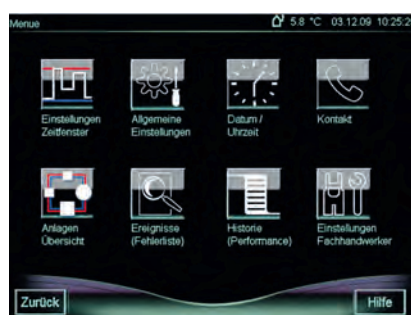 Menue 5.8 °C 03.12.09 10:25:2
Einstellungen
Zeitfenster
Allgemeine
Einstellungen
Datum /
Uhrzeit
Kontakt
Anlagen
Übersicht
Ereignisse
(Fehlerliste)
Historie
(Performance)
Einstellungen
Fachhandwerker
Zurück Hilfe